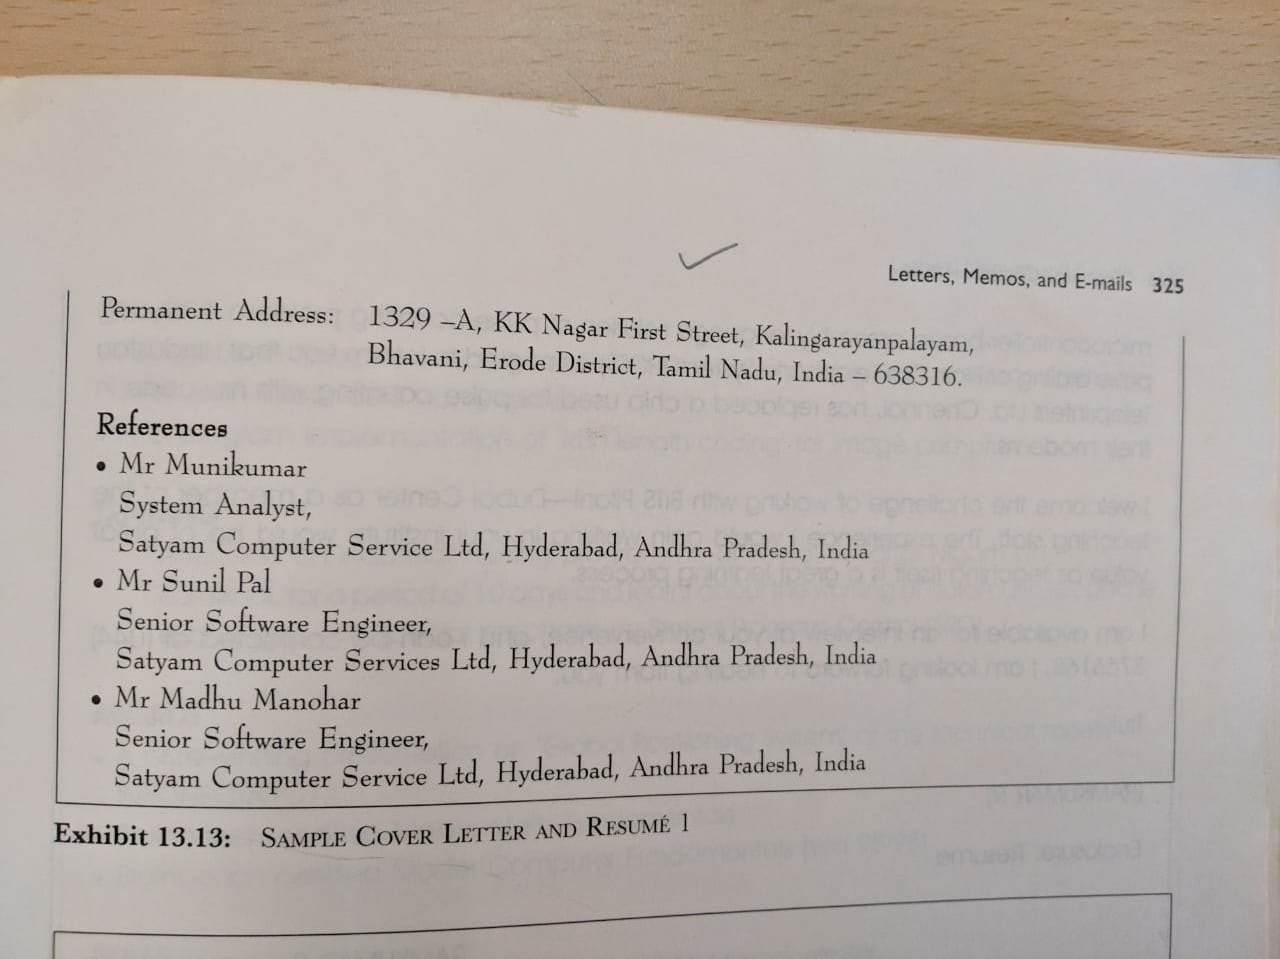 Letters, Memos, and E-mails 325
Permanent Address: 1329 –A, KK Nagar First Street, Kalingarayanpalayam,
Bhavani, Erode District, Tamil Nadu, India – 638316.
References
• Mr Munikumar
System Analyst,
Satyam Computer Service Ltd, Hyderabad, Andhra Pradesh, India
• Mr Sunil Pal
Senior Software Engineer,
Satyam Computer Services Ltd, Hyderabad, Andhra Pradesh, India
• Mr Madhu Manohar
Senior Software Engineer,
Satyam Computer Service Ltd, Hyderabad, Andhra Pradesh, India
Exhibit 13.13: SAMPLE COVER LETTER AND RESUMÉ 1